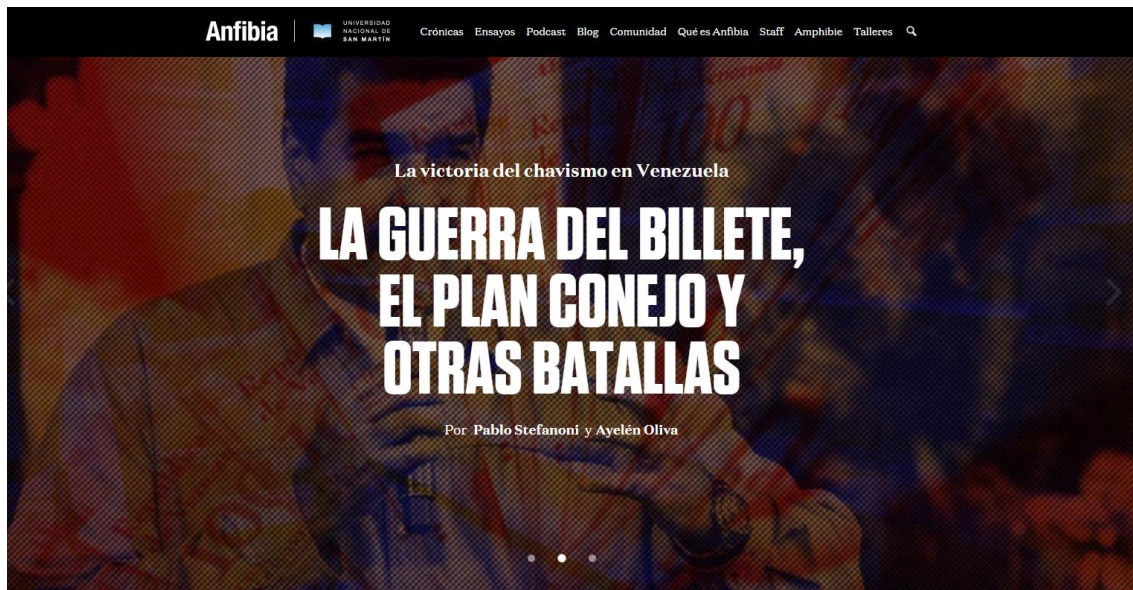 Anfibia
UNIVERSIDAD
NACIONAL DE
SAN MARTÍN
Crónicas Ensayos Podcast Blog Comunidad Qué es Anfibia Staff Amphibie Talleres
La victoria del chavismo en Venezuela
LA GUERRA DEL BILLETE,
EL PLAN CONEJO Y
OTRAS BATALLAS
Por Pablo Stefanoni y Ayelén Oliva
100